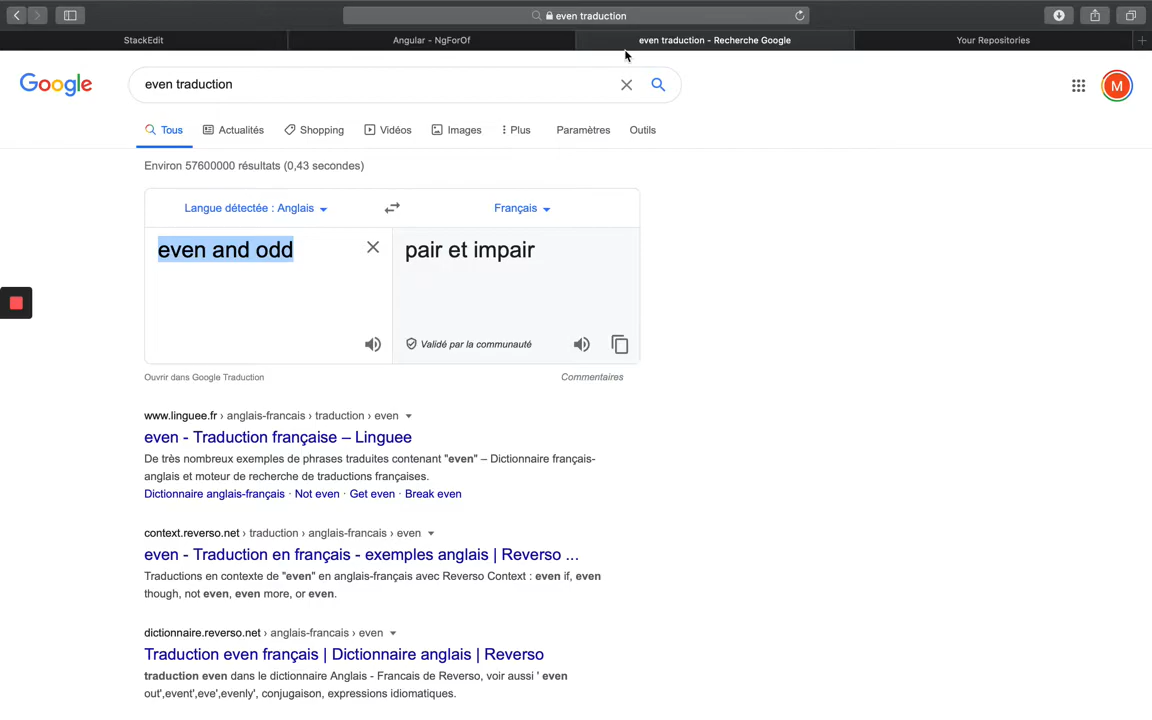 even traduction
StackEdit
Angular - NgForOf
even traduction - Recherche Google
Your Repositories
Google
even traduction
M
Tous
Actualités
Shopping
Vidéos
Images
Plus
Paramètres
Outils
Environ 57600000 résultats (0,43 secondes)
Langue détectée : Anglais
Français
even and odd
pair et impair
Validé par la communauté
Ouvrir dans Google Traduction
Commentaires
www.linguee.fr › anglais-francais › traduction › even
even - Traduction française – Linguee
De très nombreux exemples de phrases traduites contenant "even" – Dictionnaire français-
anglais et moteur de recherche de traductions françaises.
Dictionnaire anglais-français · Not even · Get even · Break even
context.reverso.net › traduction › anglais-francais › even
even - Traduction en français - exemples anglais | Reverso ...
Traductions en contexte de "even" en anglais-français avec Reverso Context : even if, even
though, not even, even more, or even.
dictionnaire.reverso.net › anglais-francais › even
Traduction even français | Dictionnaire anglais | Reverso
traduction even dans le dictionnaire Anglais - Francais de Reverso, voir aussi ' even
out',event',eve',evenly', conjugaison, expressions idiomatiques.